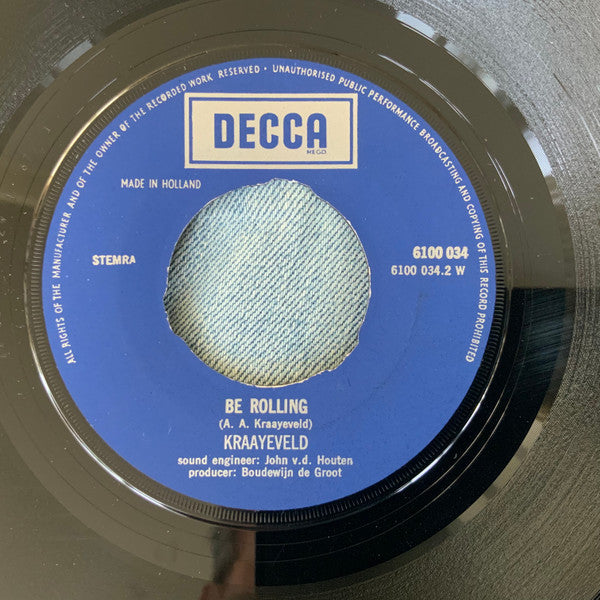 ALL RIGHTS OF THE MANUFACTURER AND OF THE OWNER OF THE RECORDED WORK RESERVED • UNAUTHORISED PUBLIC PERFORMANCE BROADCASTING AND COPYING OF THIS RECORD PROHIBITED
DECCA
REGD
MADE IN HOLLAND
STEMRA
6100 034
6100 034.2 W
BE ROLLING
(A. A. Kraayeveld)
KRAAYEVELD
sound engineer: John v.d. Houten
producer: Boudewijn de Groot